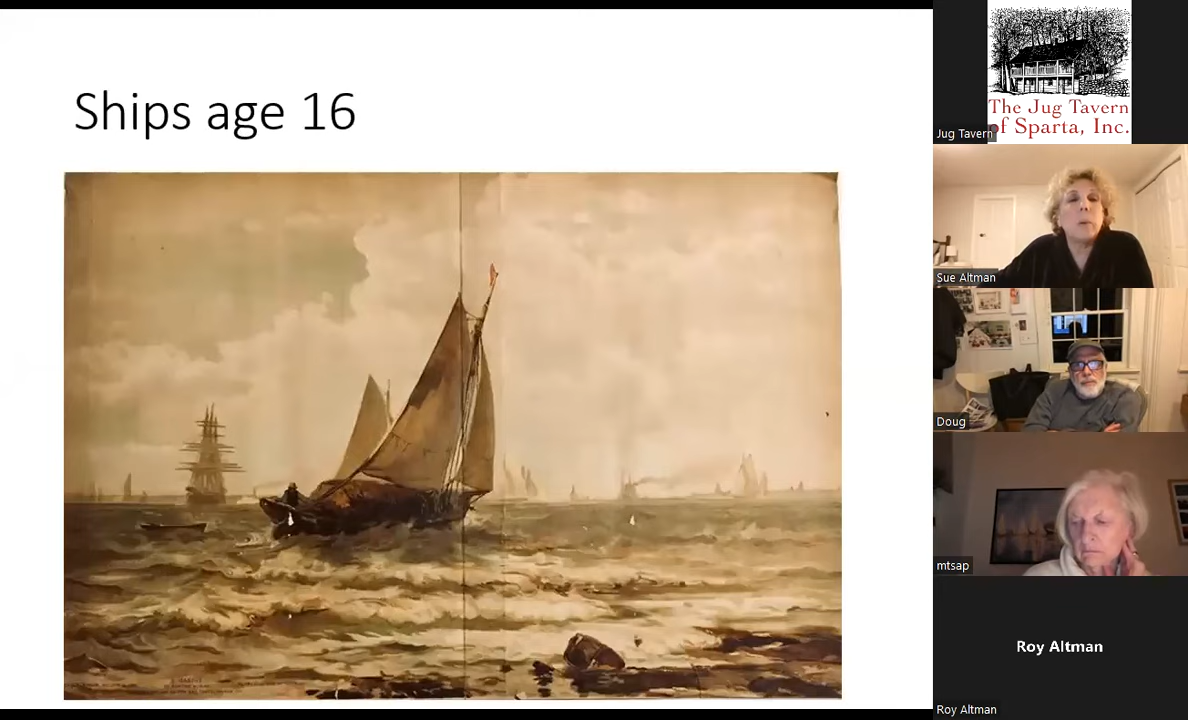 Ships age 16
The Jug Tavern
of Sparta, Inc.
Jug Tavern
Sue Altman
Doug
mtsap
Roy Altman
Roy Altman